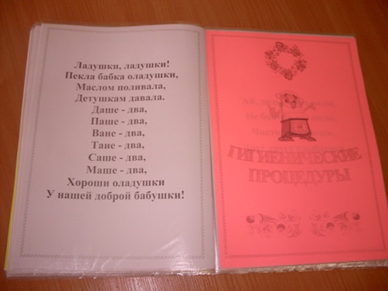 Ладушки, ладушки!
Пекла бабка оладушки,
Маслом поливала,
Детушкам давала.
Даше - два,
Паше - два,
Ване - два,
Тане - два,
Саше - два,
Маше - два,
Хороши оладушки
У нашей доброй бабушки!
ГИГИЕНИЧЕСКИЕ
ПРОЦЕДУРЫ